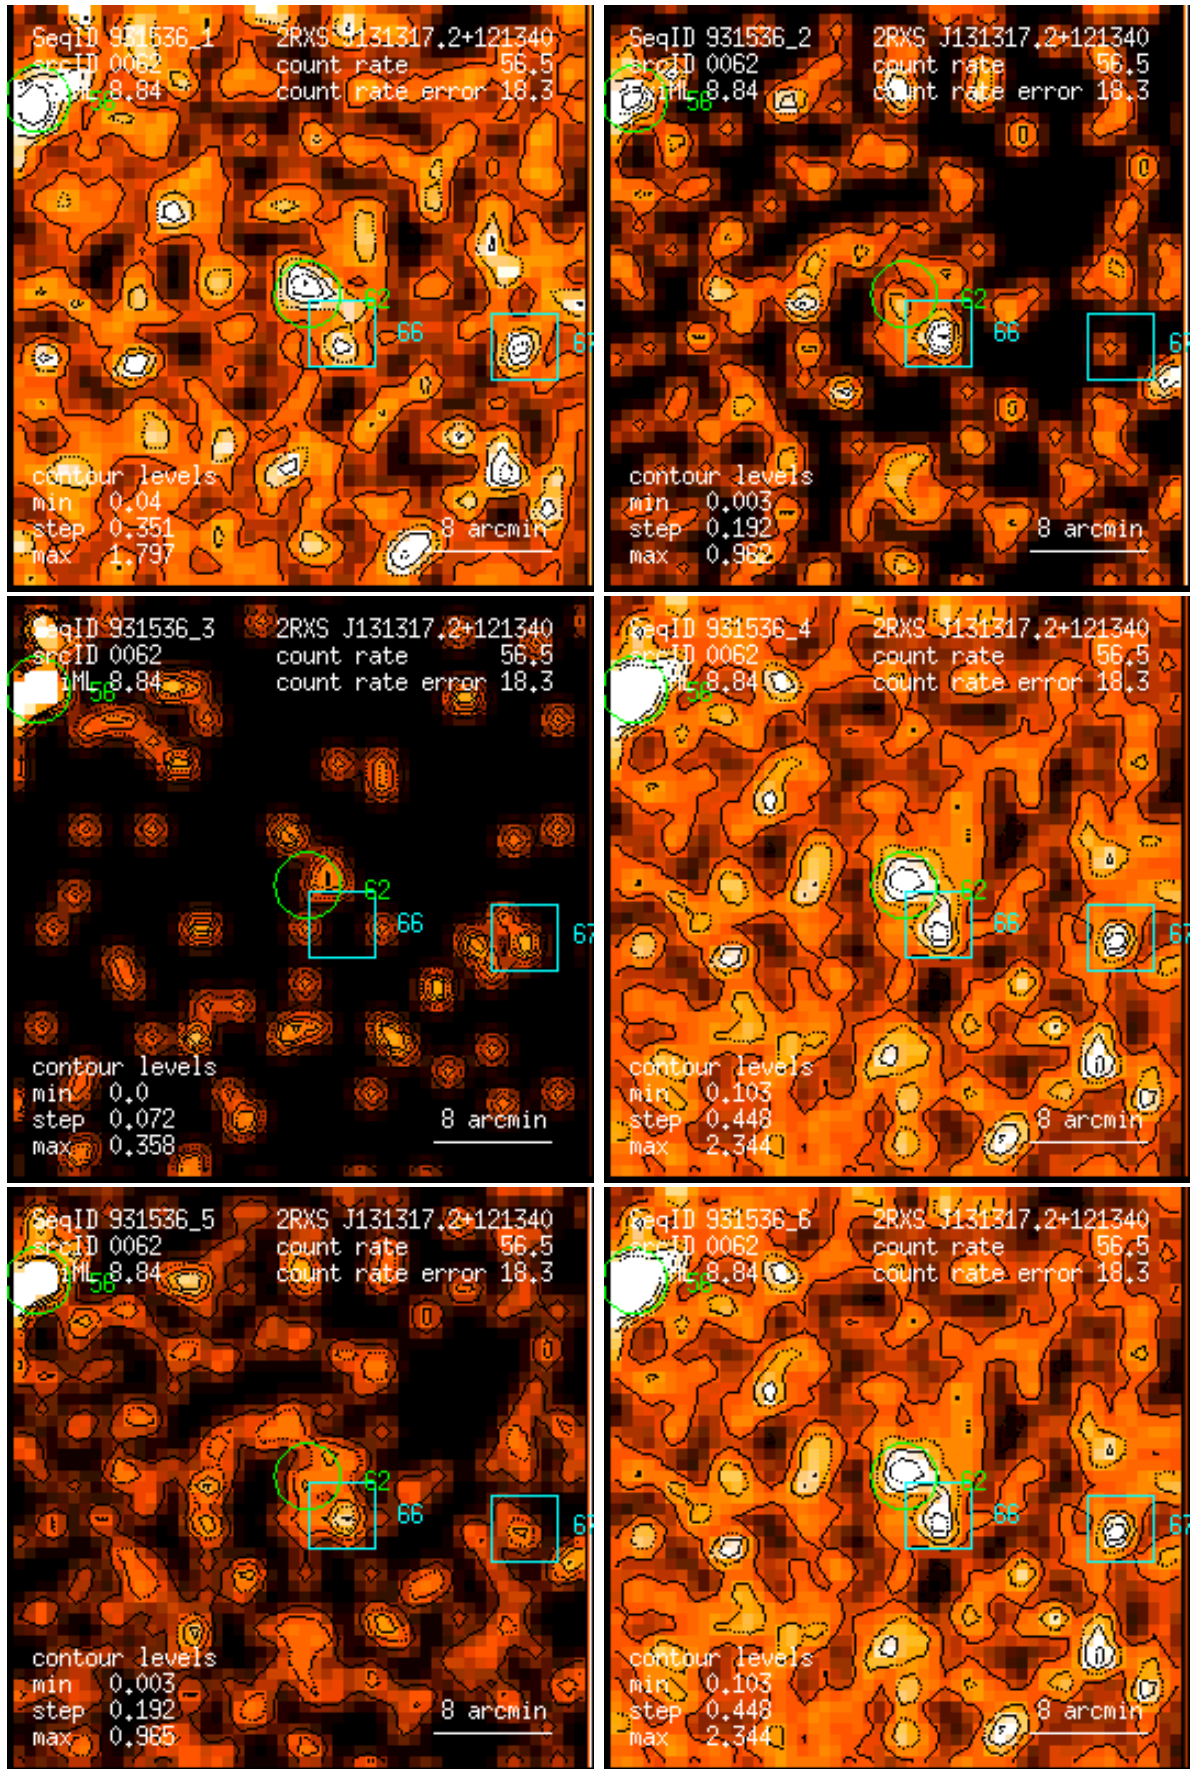 SeqID 931536_1 2RXS J131317.2+121340
srcID 0062 count rate 56.5
8.84 count rate error 18.3
56
62
66
67
contour levels
min 0.04
step 0.351
max 1.797
8 arcmin
SeqID 931536_2 2RXS J131317.2+121340
srcID 0062 count rate 56.5
8.84 count rate error 18.3
56
62
66
67
contour levels
min 0.003
step 0.192
max 0.962
8 arcmin
SeqID 931536_3 2RXS J131317.2+121340
srcID 0062 count rate 56.5
8.84 count rate error 18.3
56
62
66
67
contour levels
min 0.0
step 0.072
max 0.358
8 arcmin
SeqID 931536_4 2RXS J131317.2+121340
srcID 0062 count rate 56.5
8.84 count rate error 18.3
56
62
66
67
contour levels
min 0.103
step 0.448
max 2.344
8 arcmin
SeqID 931536_5 2RXS J131317.2+121340
srcID 0062 count rate 56.5
8.84 count rate error 18.3
56
62
66
67
contour levels
min 0.003
step 0.192
max 0.965
8 arcmin
SeqID 931536_6 2RXS J131317.2+121340
srcID 0062 count rate 56.5
8.84 count rate error 18.3
56
62
66
67
contour levels
min 0.103
step 0.448
max 2.344
8 arcmin